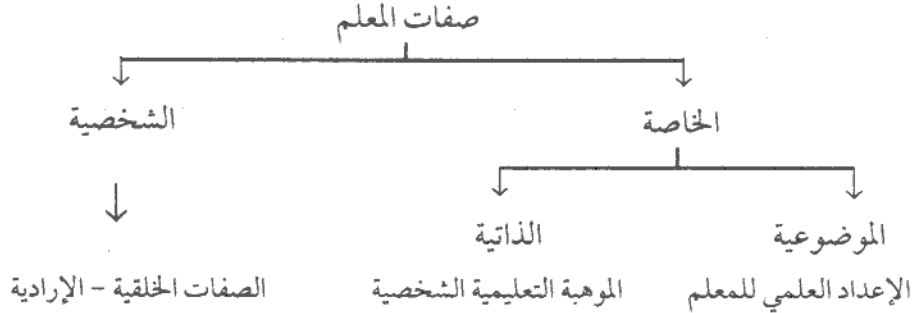 صفات المعلم
الخاصة
الشخصية
الموضوعية
الذاتية
الإعداد العلمي للمعلم
الموهبة التعليمية الشخصية
الصفات الخلقية – الإرادية